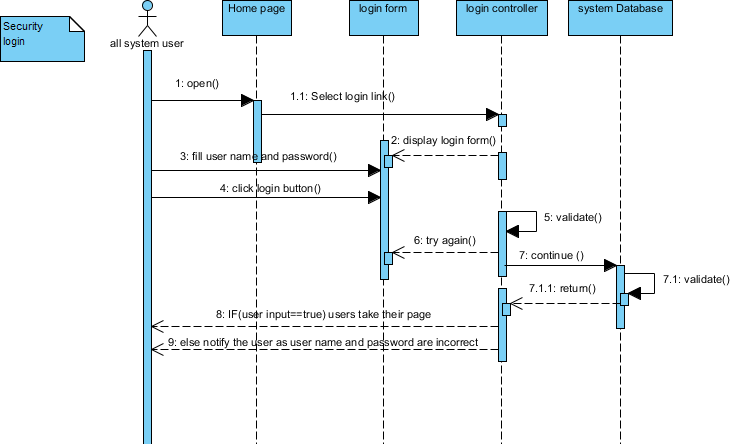 Security
login
all system user
Home page
login form
login controller
system Database
1: open()
1.1: Select login link()
2: display login form()
3: fill user name and password()
4: click login button()
5: validate()
6: try again()
7: continue ()
7.1: validate()
7.1.1: return()
8: IF(user input==true) users take their page
9: else notify the user as user name and password are incorrect